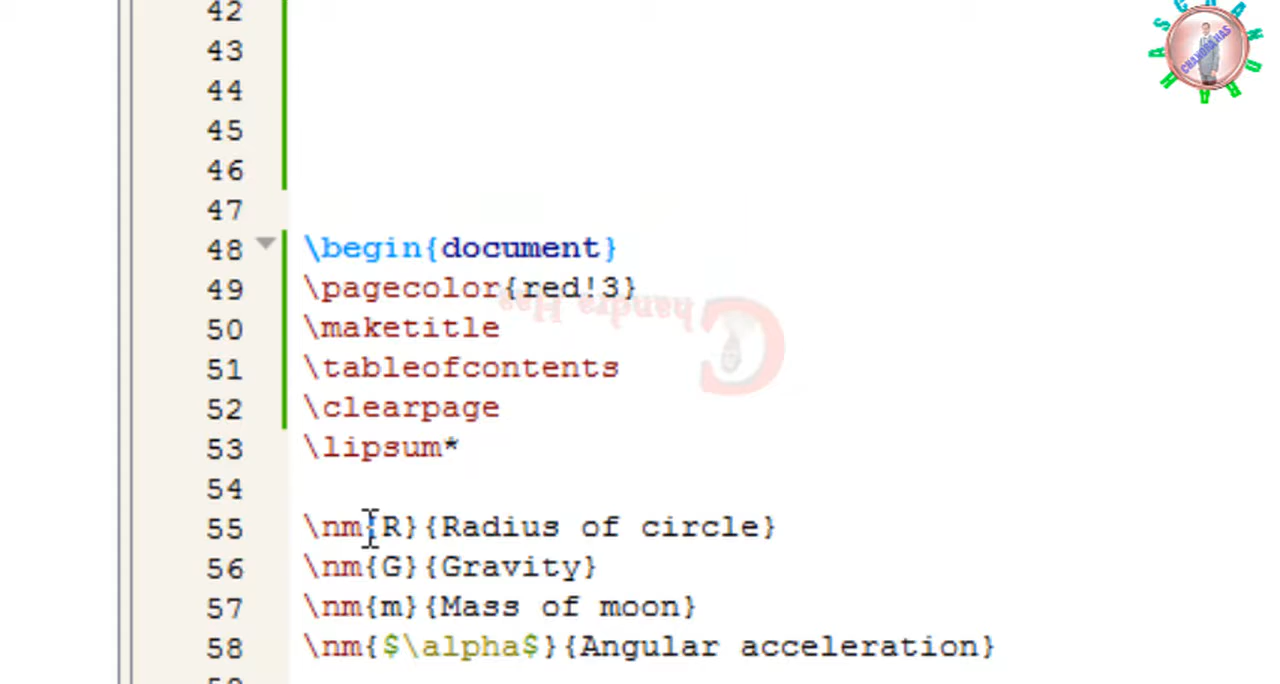 42
43
44
45
46
47
48 \begin{document}
49 \pagecolor{red!3}
50 \maketitle
51 \tableofcontents
52 \clearpage
53 \lipsum*
54
55 \nm{R}{Radius of circle}
56 \nm{G}{Gravity}
57 \nm{m}{Mass of moon}
58 \nm{$\alpha$}{Angular acceleration}
CHANDRAHAS